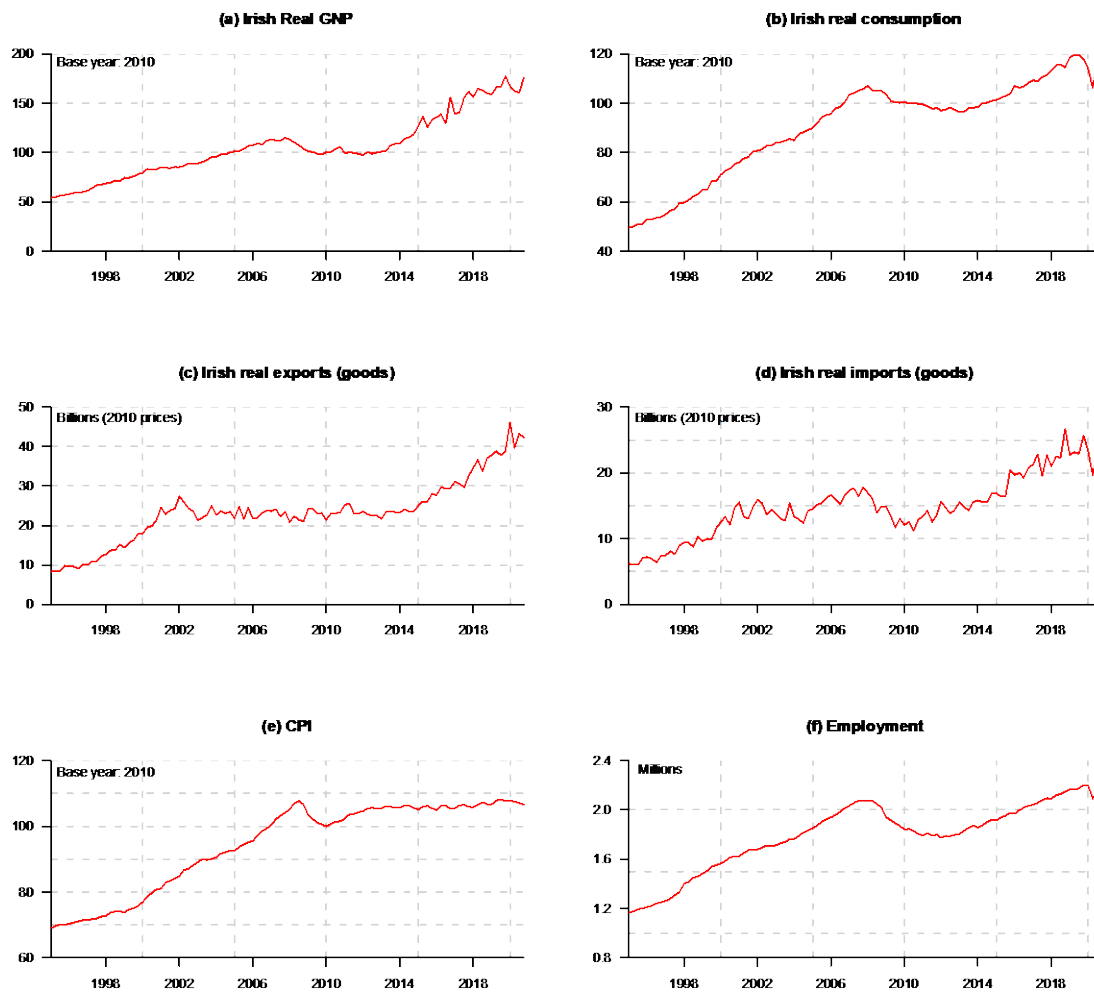 (a) Irish Real GNP
Base year: 2010
200
150
100
50
0
1998 2002 2006 2010 2014 2018
(b) Irish real consumption
Base year: 2010
120
100
80
60
40
1998 2002 2006 2010 2014 2018
(c) Irish real exports (goods)
Billions (2010 prices)
50
40
30
20
10
0
1998 2002 2006 2010 2014 2018
(d) Irish real imports (goods)
Billions (2010 prices)
30
20
10
0
1998 2002 2006 2010 2014 2018
(e) CPI
Base year: 2010
120
100
80
60
1998 2002 2006 2010 2014 2018
(f) Employment
Millions
2.4
2.0
1.6
1.2
0.8
1998 2002 2006 2010 2014 2018